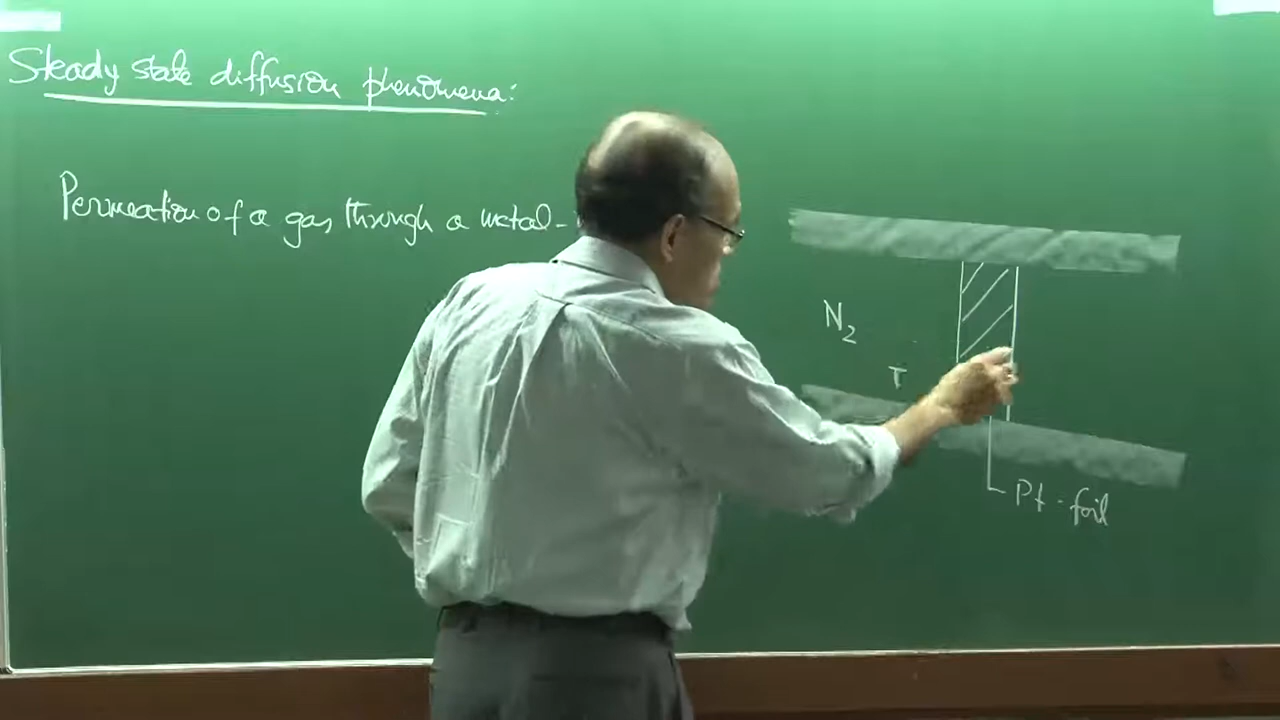 Steady state diffusion phenomena:
Permeation of a gas through a metal-
N2
T
Pt-foil